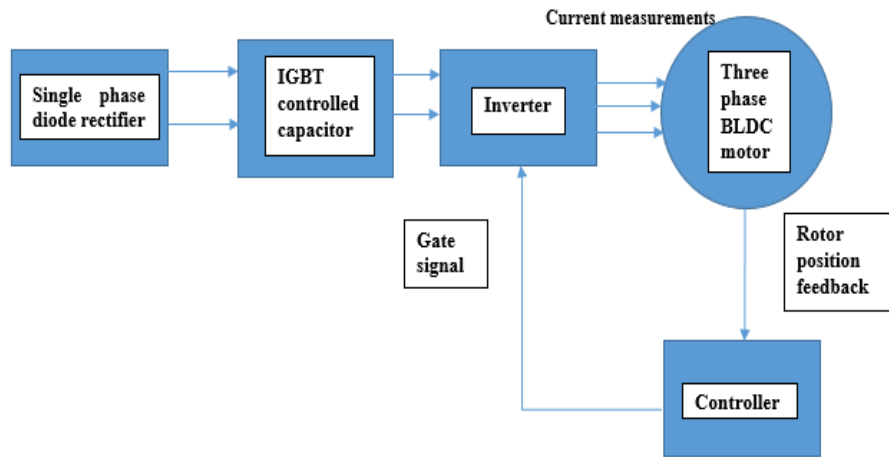 Current measurements
Single phase
diode rectifier
IGBT
controlled
capacitor
Inverter
Three
phase
BLDC
motor
Gate
signal
Rotor
position
feedback
Controller